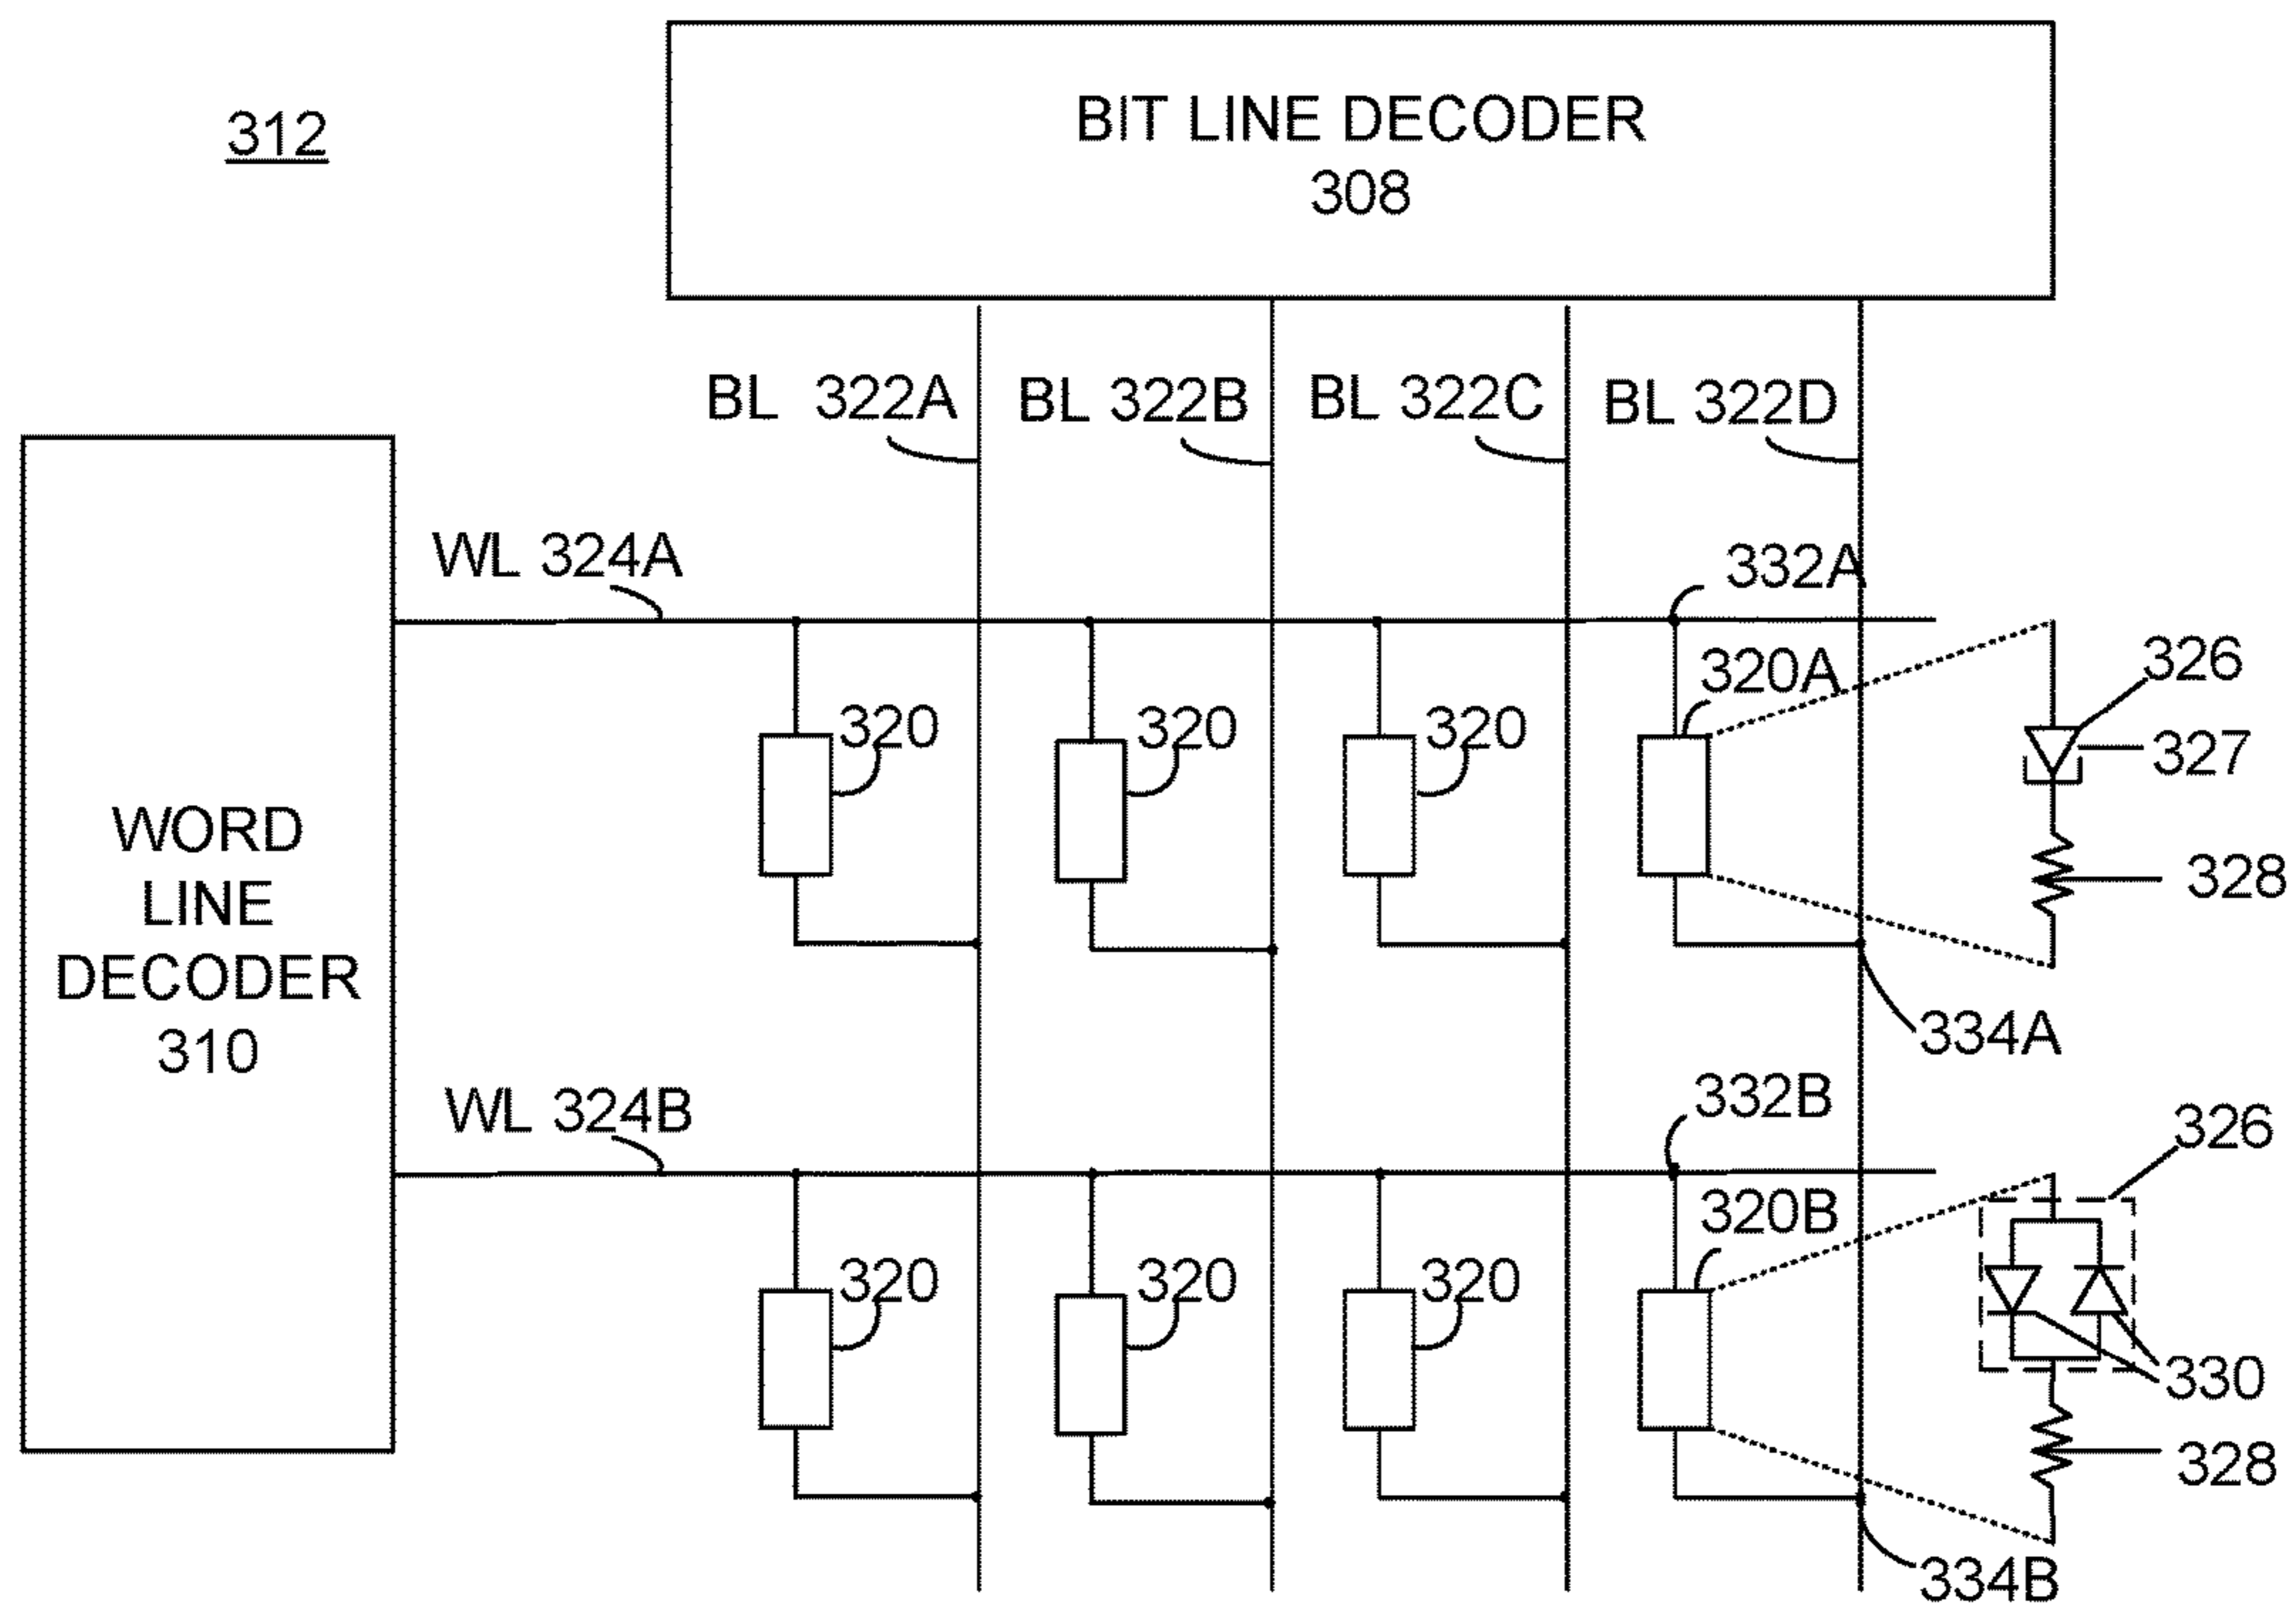 312
BIT LINE DECODER
308
BL 322A
BL 322B
BL 322C
BL 322D
WL 324A
332A
320
320
320
320A
326
327
328
334A
WORD
LINE
DECODER
310
WL 324B
332B
320
320
320
320B
326
330
328
334B